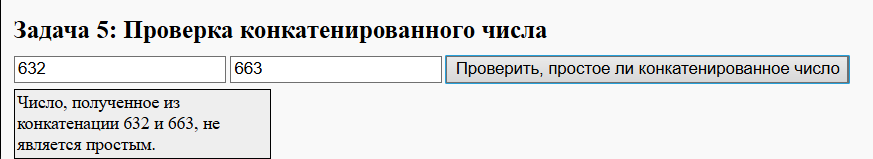 Задача 5: Проверка конкатенированного числа
632 663 Проверить, простое ли конкатенированное число
Число, полученное из
конкатенации 632 и 663, не
является простым.